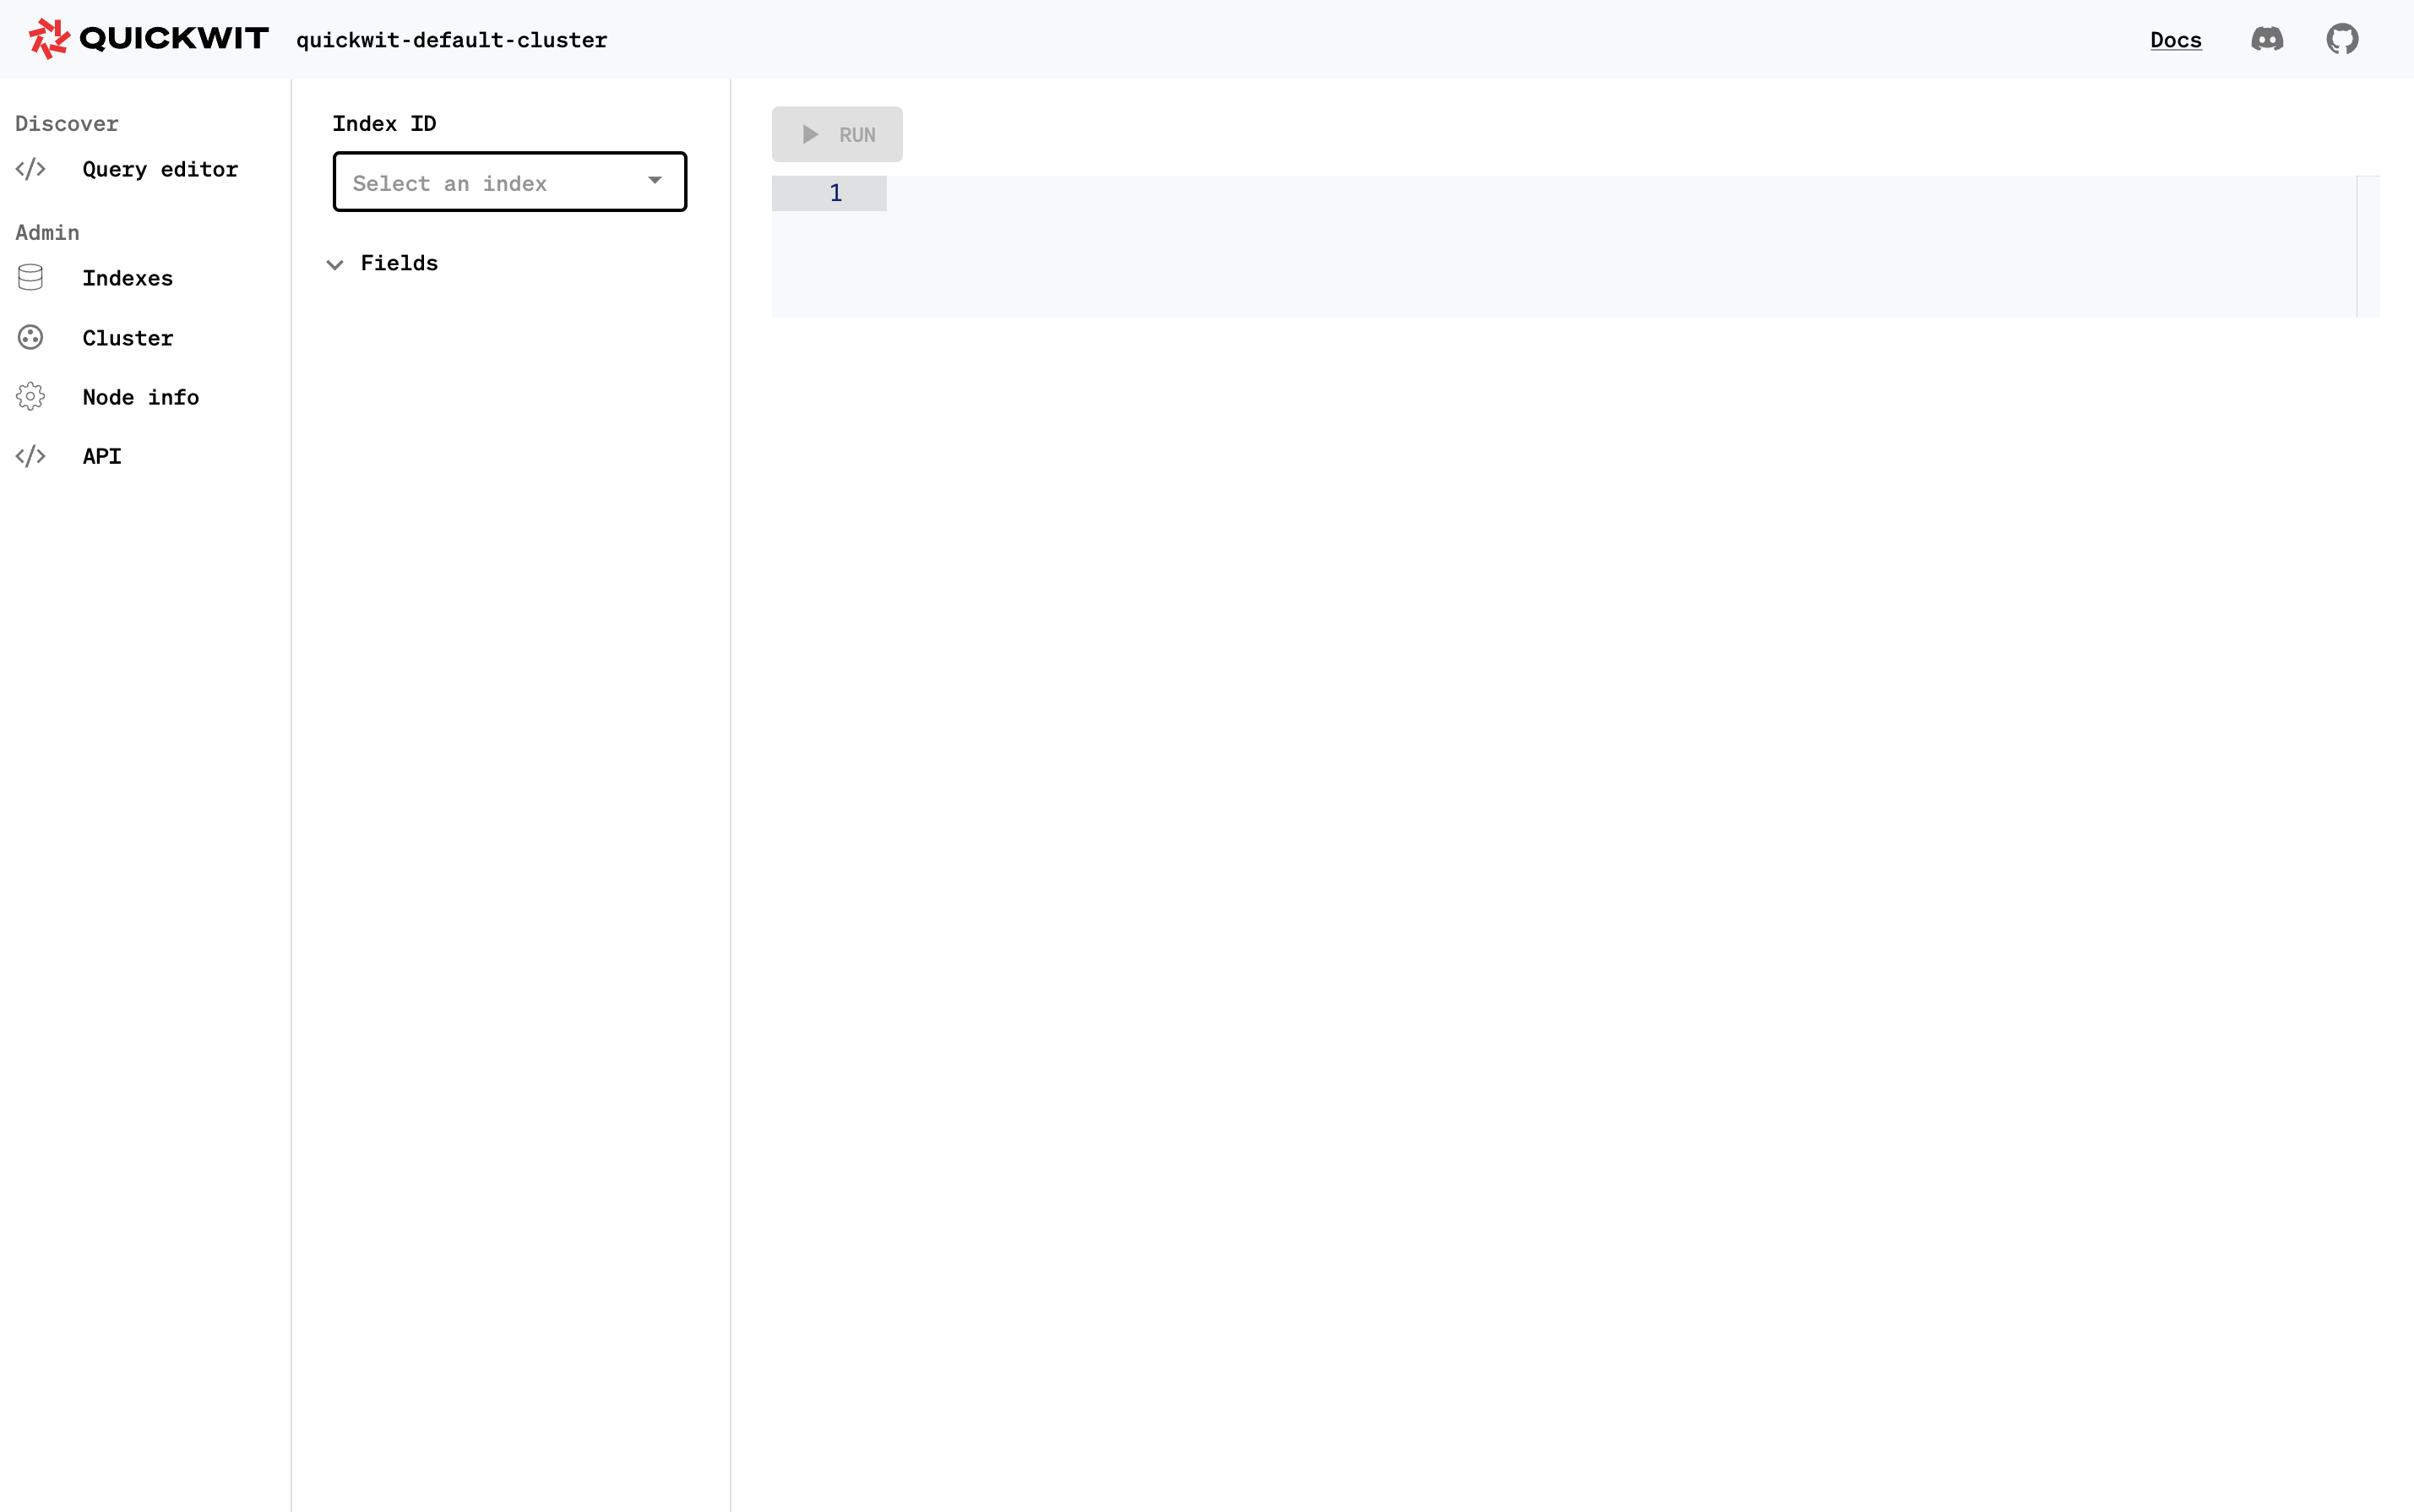 QUICKWIT quickwit-default-cluster Docs
Discover
Query editor
Admin
Indexes
Cluster
Node info
API
Index ID
Select an index
Fields
RUN
1